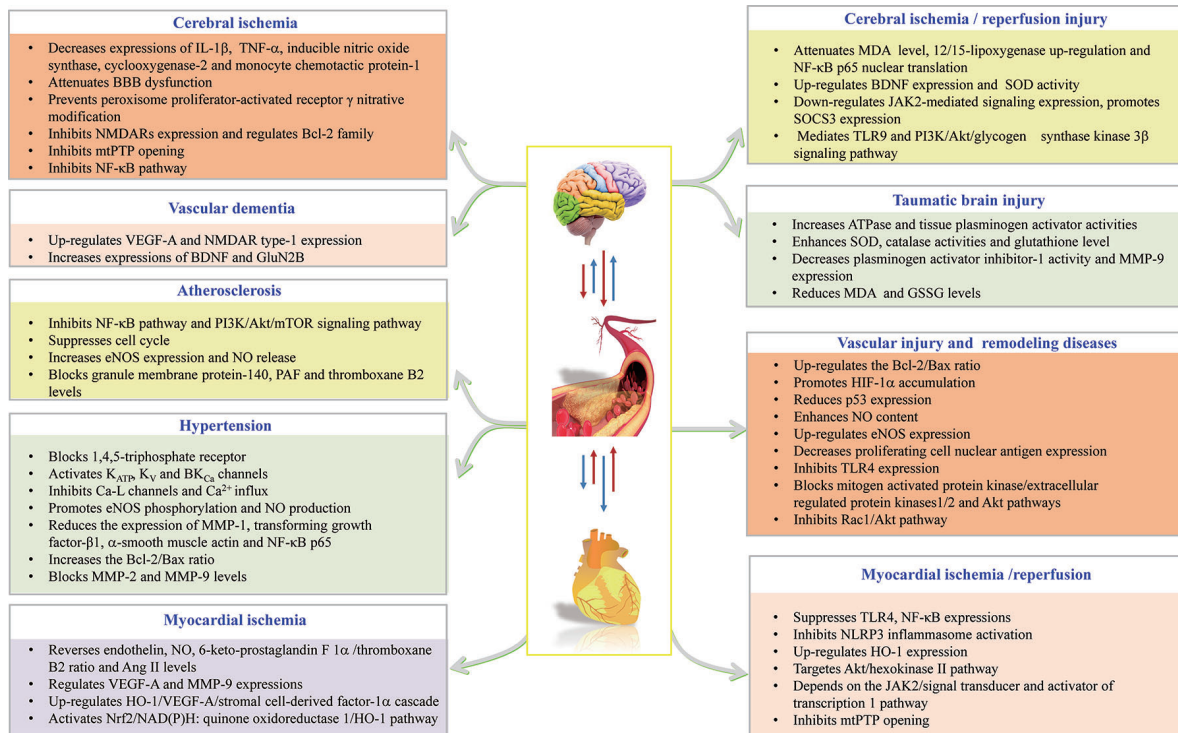 Cerebral ischemia
• Decreases expressions of IL-1β, TNF-α, inducible nitric oxide
synthase, cyclooxygenase-2 and monocyte chemotactic protein-1
• Attenuates BBB dysfunction
• Prevents peroxisome proliferator-activated receptor γ nitrative
modification
• Inhibits NMDARs expression and regulates Bcl-2 family
• Inhibits mtPTP opening
• Inhibits NF-κB pathway
Vascular dementia
• Up-regulates VEGF-A and NMDAR type-1 expression
• Increases expressions of BDNF and GluN2B
Atherosclerosis
• Inhibits NF-κB pathway and PI3K/Akt/mTOR signaling pathway
• Suppresses cell cycle
• Increases eNOS expression and NO release
• Blocks granule membrane protein-140, PAF and thromboxane B2
levels
Hypertension
• Blocks 1,4,5-triphosphate receptor
• Activates K_ATP, K_V and BK_Ca channels
• Inhibits Ca-L channels and Ca²⁺ influx
• Promotes eNOS phosphorylation and NO production
• Reduces the expression of MMP-1, transforming growth
factor-β1, α-smooth muscle actin and NF-κB p65
• Increases the Bcl-2/Bax ratio
• Blocks MMP-2 and MMP-9 levels
Myocardial ischemia
• Reverses endothelin, NO, 6-keto-prostaglandin F 1α /thromboxane
B2 ratio and Ang II levels
• Regulates VEGF-A and MMP-9 expressions
• Up-regulates HO-1/VEGF-A/stromal cell-derived factor-1α cascade
• Activates Nrf2/NAD(P)H: quinone oxidoreductase 1/HO-1 pathway
Cerebral ischemia / reperfusion injury
• Attenuates MDA level, 12/15-lipoxygenase up-regulation and
NF-κB p65 nuclear translation
• Up-regulates BDNF expression and SOD activity
• Down-regulates JAK2-mediated signaling expression, promotes
SOCS3 expression
• Mediates TLR9 and PI3K/Akt/glycogen synthase kinase 3β
signaling pathway
Taumatic brain injury
• Increases ATPase and tissue plasminogen activator activities
• Enhances SOD, catalase activities and glutathione level
• Decreases plasminogen activator inhibitor-1 activity and MMP-9
expression
• Reduces MDA and GSSG levels
Vascular injury and remodeling diseases
• Up-regulates the Bcl-2/Bax ratio
• Promotes HIF-1α accumulation
• Reduces p53 expression
• Enhances NO content
• Up-regulates eNOS expression
• Decreases proliferating cell nuclear antigen expression
• Inhibits TLR4 expression
• Blocks mitogen activated protein kinase/extracellular
regulated protein kinases1/2 and Akt pathways
• Inhibits Rac1/Akt pathway
Myocardial ischemia /reperfusion
• Suppresses TLR4, NF-κB expressions
• Inhibits NLRP3 inflammasome activation
• Up-regulates HO-1 expression
• Targets Akt/hexokinase II pathway
• Depends on the JAK2/signal transducer and activator of
transcription 1 pathway
• Inhibits mtPTP opening